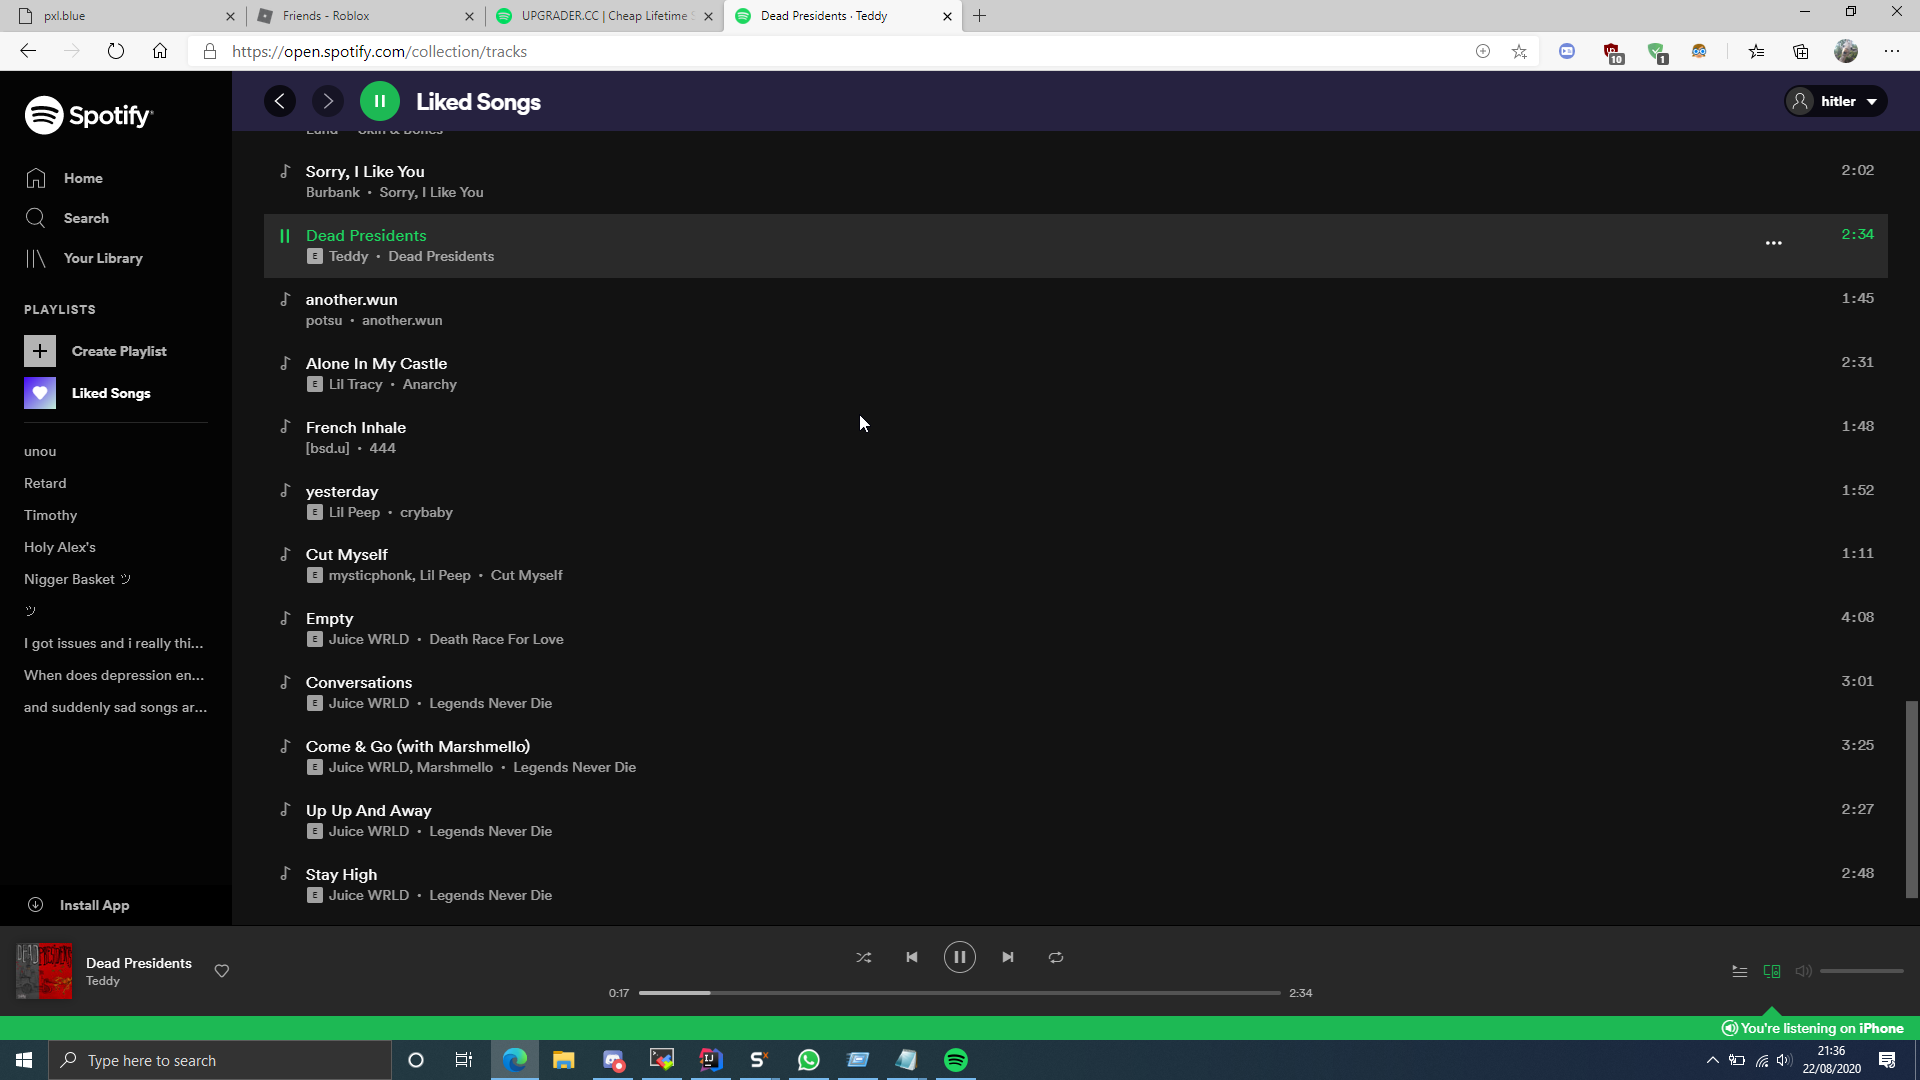 pxl.blue
Friends - Roblox
UPGRADER.CC | Cheap Lifetime
Dead Presidents · Teddy
https://open.spotify.com/collection/tracks
10
1
Spotify
Liked Songs
hitler
Home
Search
Your Library
PLAYLISTS
Create Playlist
Liked Songs
unou
Retard
Timothy
Holy Alex's
Nigger Basket ツ
ツ
I got issues and i really thi...
When does depression en...
and suddenly sad songs ar...
Install App
Lund • Skin & Bones
Sorry, I Like You 2:02
Burbank • Sorry, I Like You
Dead Presidents ••• 2:34
E Teddy • Dead Presidents
another.wun 1:45
potsu • another.wun
Alone In My Castle 2:31
E Lil Tracy • Anarchy
French Inhale 1:48
[bsd.u] • 444
yesterday 1:52
E Lil Peep • crybaby
Cut Myself 1:11
E mysticphonk, Lil Peep • Cut Myself
Empty 4:08
E Juice WRLD • Death Race For Love
Conversations 3:01
E Juice WRLD • Legends Never Die
Come & Go (with Marshmello) 3:25
E Juice WRLD, Marshmello • Legends Never Die
Up Up And Away 2:27
E Juice WRLD • Legends Never Die
Stay High 2:48
E Juice WRLD • Legends Never Die
Dead Presidents
Teddy
0:17 2:34
You're listening on iPhone
Type here to search
21:36
22/08/2020